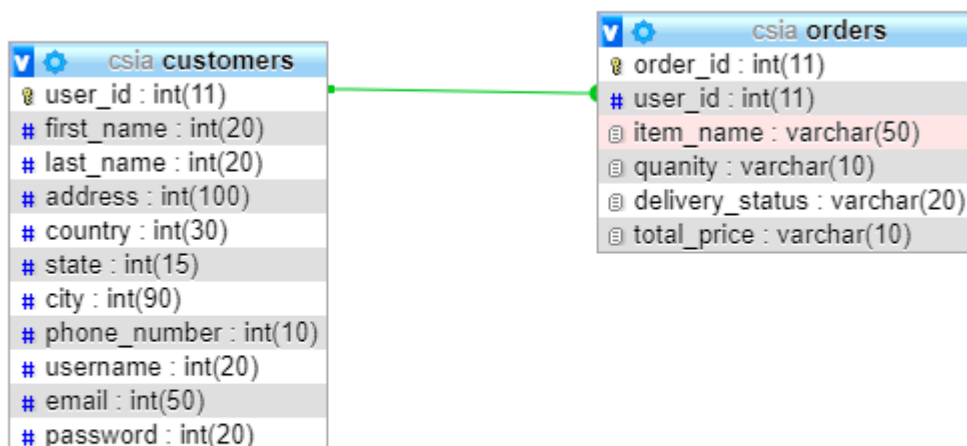 csia customers
user_id : int(11)
# first_name : int(20)
# last_name : int(20)
# address : int(100)
# country : int(30)
# state : int(15)
# city : int(90)
# phone_number : int(10)
# username : int(20)
# email : int(50)
# password : int(20)
csia orders
order_id : int(11)
# user_id : int(11)
item_name : varchar(50)
quanity : varchar(10)
delivery_status : varchar(20)
total_price : varchar(10)